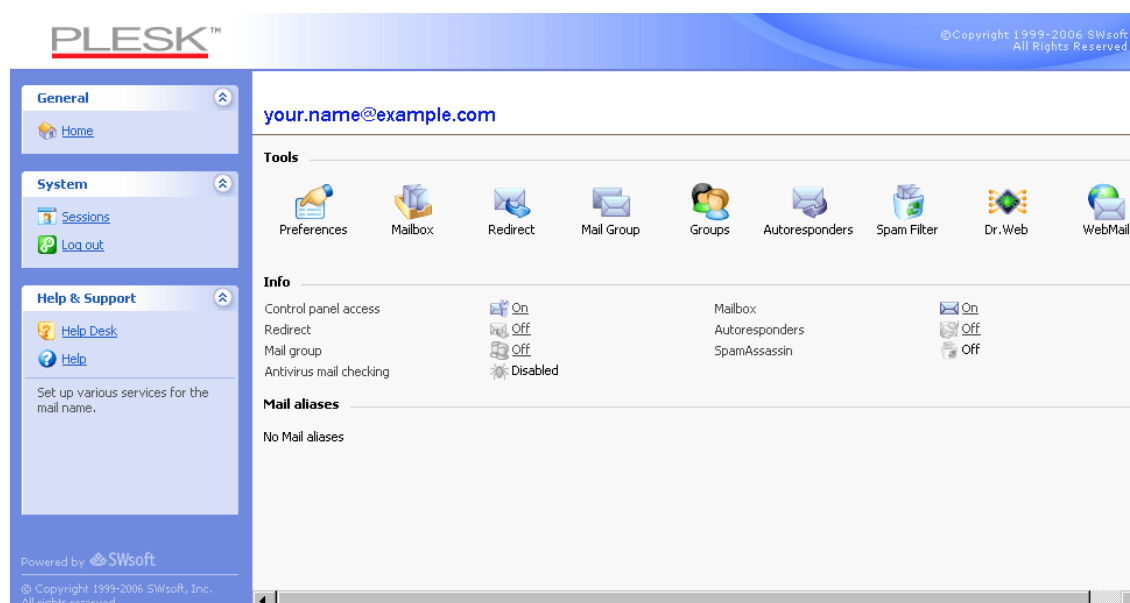 PLESK™
©Copyright 1999-2006 SWsoft
All Rights Reserved
General
Home
System
Sessions
Log out
Help & Support
Help Desk
Help
Set up various services for the
mail name.
Powered by SWsoft
© Copyright 1999-2006 SWsoft, Inc.
All rights reserved
your.name@example.com
Tools
Preferences
Mailbox
Redirect
Mail Group
Groups
Autoresponders
Spam Filter
Dr.Web
WebMail
Info
Control panel access On
Mailbox On
Redirect Off
Autoresponders Off
Mail group Off
SpamAssassin Off
Antivirus mail checking Disabled
Mail aliases
No Mail aliases